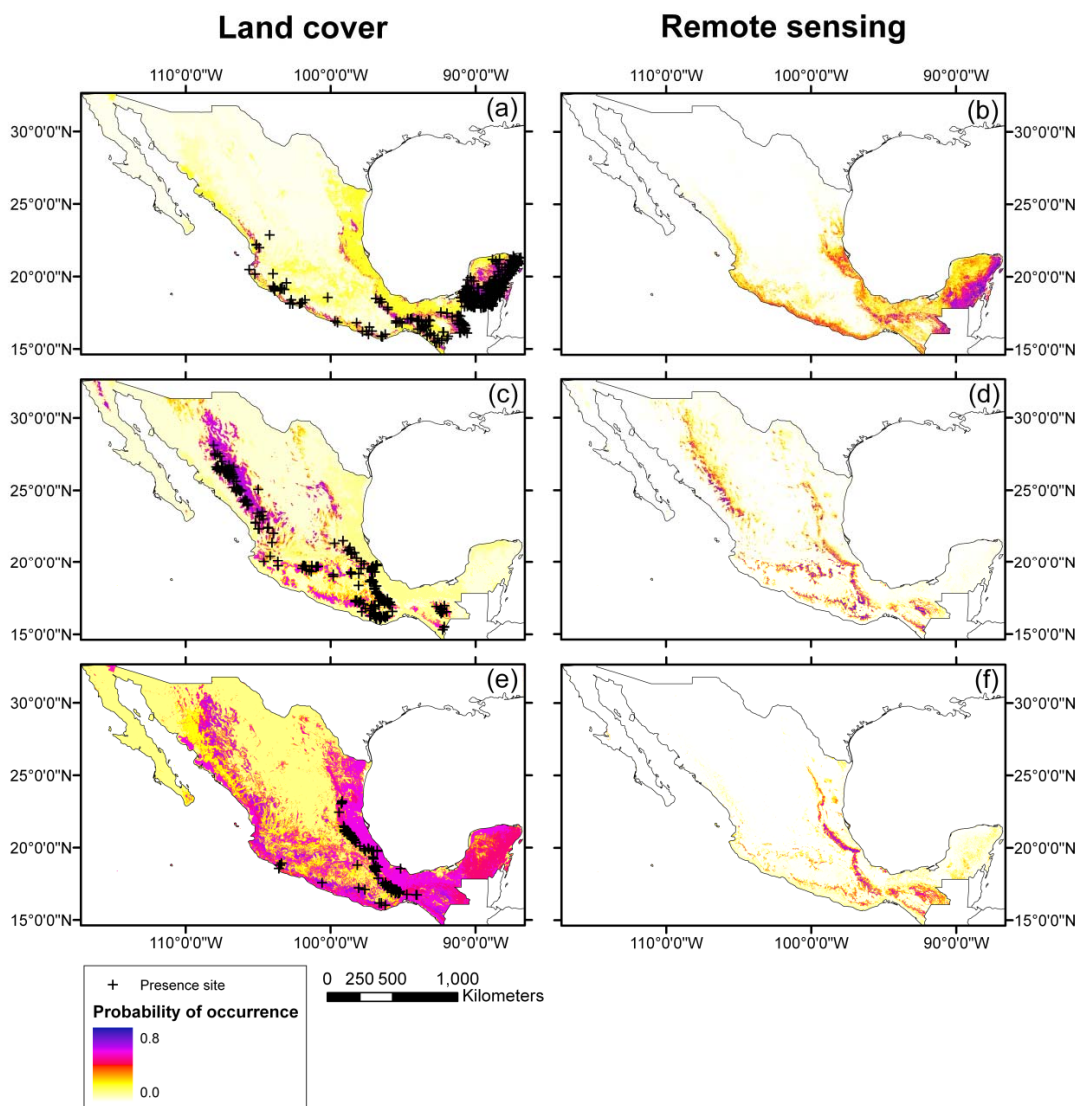 Land cover Remote sensing
110°0'0"W 100°0'0"W 90°0'0"W 110°0'0"W 100°0'0"W 90°0'0"W
(a) (b)
30°0'0"N 30°0'0"N
25°0'0"N 25°0'0"N
20°0'0"N 20°0'0"N
15°0'0"N 15°0'0"N
(c) (d)
30°0'0"N 30°0'0"N
25°0'0"N 25°0'0"N
20°0'0"N 20°0'0"N
15°0'0"N 15°0'0"N
(e) (f)
30°0'0"N 30°0'0"N
25°0'0"N 25°0'0"N
20°0'0"N 20°0'0"N
15°0'0"N 15°0'0"N
110°0'0"W 100°0'0"W 90°0'0"W 110°0'0"W 100°0'0"W 90°0'0"W
Presence site
Probability of occurrence
0.8
0.0
0 250 500 1,000
Kilometers